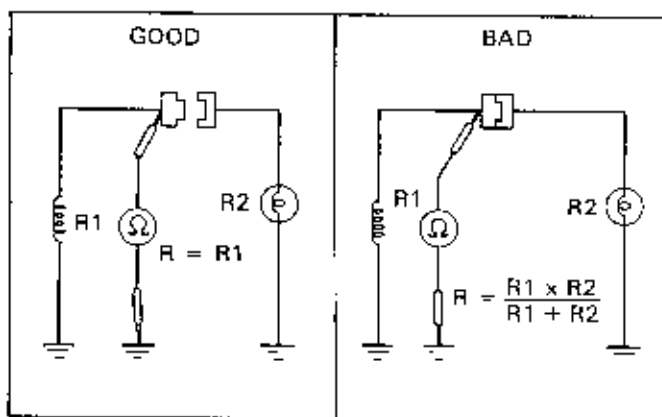 GOOD
R1
Ω
R2
R = R1
BAD
R1
Ω
R2
R = R1 x R2 / R1 + R2